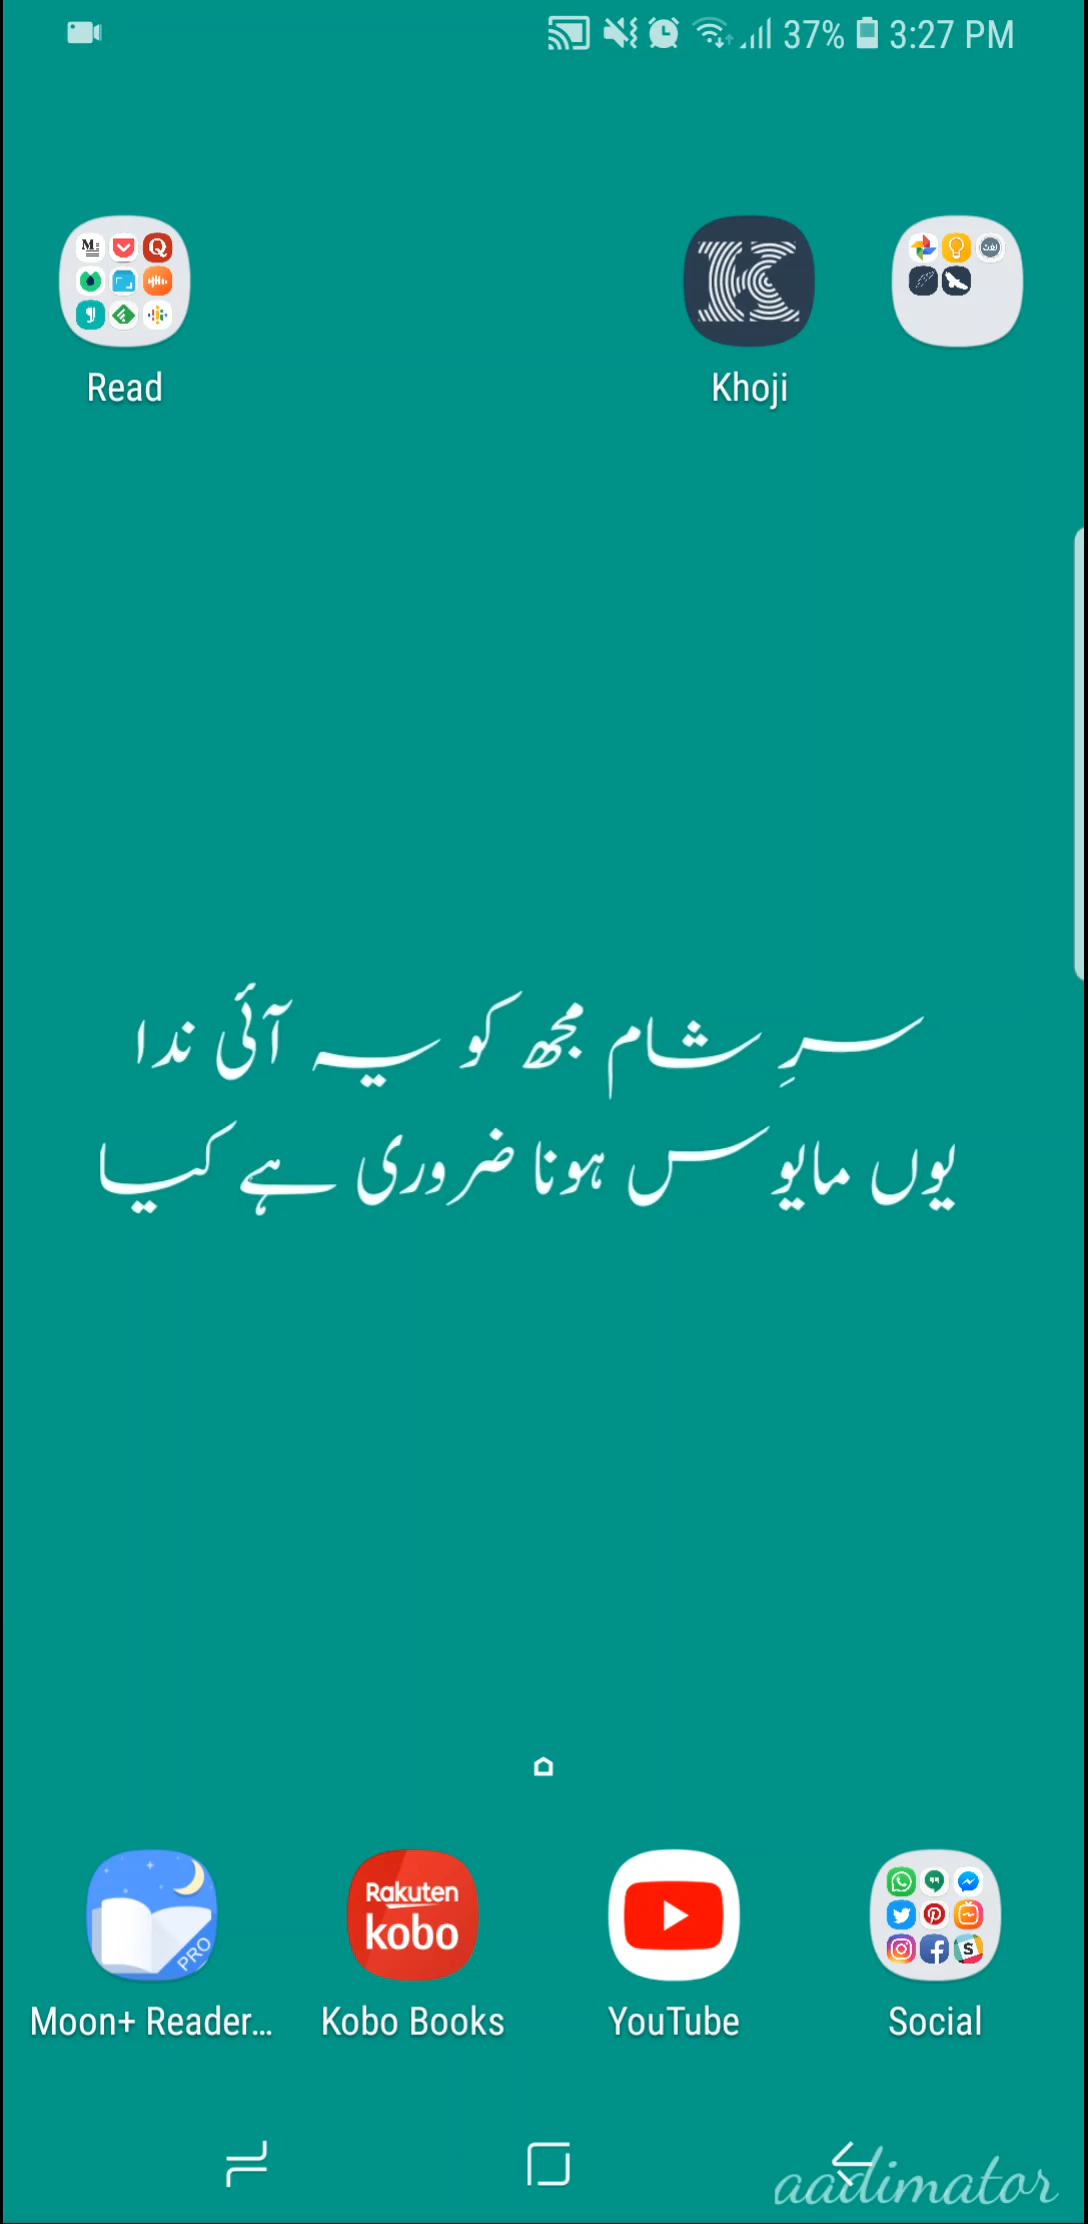 37% 3:27 PM
Read
Khoji
سرِ شام مجھ کو یہ آئی ندا
یوں مایوس ہونا ضروری ہے کیا
Rakuten
kobo
PRO
Moon+ Reader...
Kobo Books
YouTube
Social
aadimator